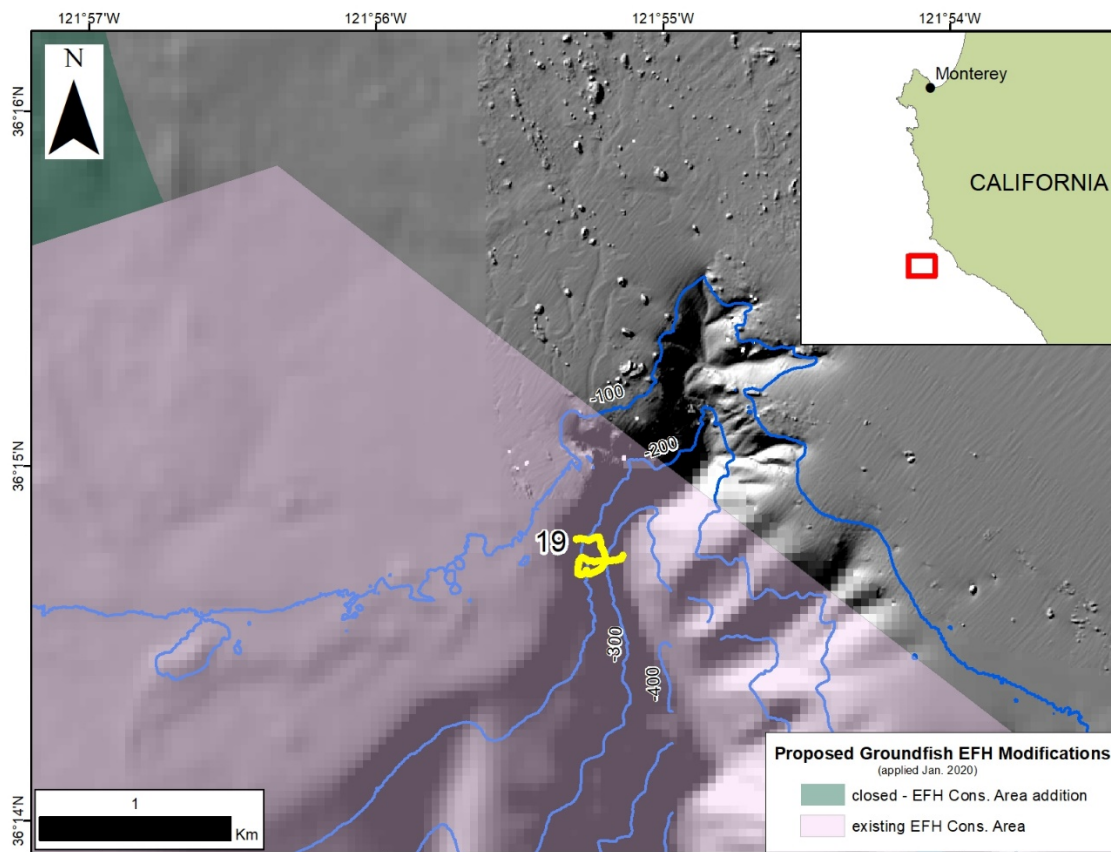 121°57'W
121°56'W
121°55'W
121°54'W
N
36°16'N
36°15'N
36°14'N
Monterey
CALIFORNIA
-100
-200
19
-300
-400
1
Km
Proposed Groundfish EFH Modifications
(applied Jan. 2020)
closed - EFH Cons. Area addition
existing EFH Cons. Area